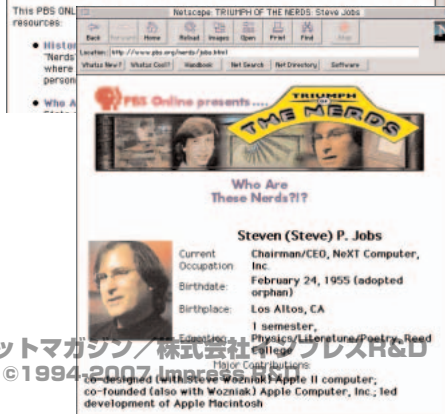 This PBS ONL
resources:
Histor
"Nerds"
where
person
Who A
Netscape: TRIUMPH OF THE NERDS: Steve Jobs
Back Forward Home Reload Images Open Print Find Stop
Location: http://www.pbs.org/nerds/jobs.html
What's New? What's Cool? Handbook Net Search Net Directory Software
PBS Online presents....
TRIUMPH
OF
THE NERDS
Who Are
These Nerds?!?
Steven (Steve) P. Jobs
Current Occupation: Chairman/CEO, NeXT Computer, Inc.
Birthdate: February 24, 1955 (adopted orphan)
Birthplace: Los Altos, CA
Education: 1 semester, Physics/Literature/Poetry, Reed College
Major Contributions:
co-designed (with Steve Wozniak) Apple II computer;
co-founded (also with Wozniak) Apple Computer, Inc.; led
development of Apple Macintosh
ットマガジン/株式会社インプレスR&D
©1994-2007 Impress R&D